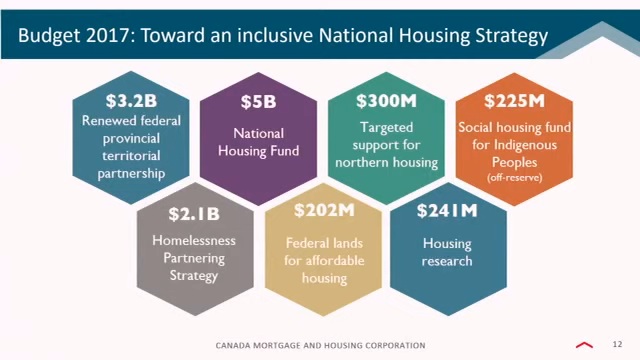 Budget 2017: Toward an inclusive National Housing Strategy
$3.2B
Renewed federal
provincial
territorial
partnership
$5B
National
Housing Fund
$300M
Targeted
support for
northern housing
$225M
Social housing fund
for Indigenous
Peoples
(off-reserve)
$2.1B
Homelessness
Partnering
Strategy
$202M
Federal lands
for affordable
housing
$241M
Housing
research
CANADA MORTGAGE AND HOUSING CORPORATION
12